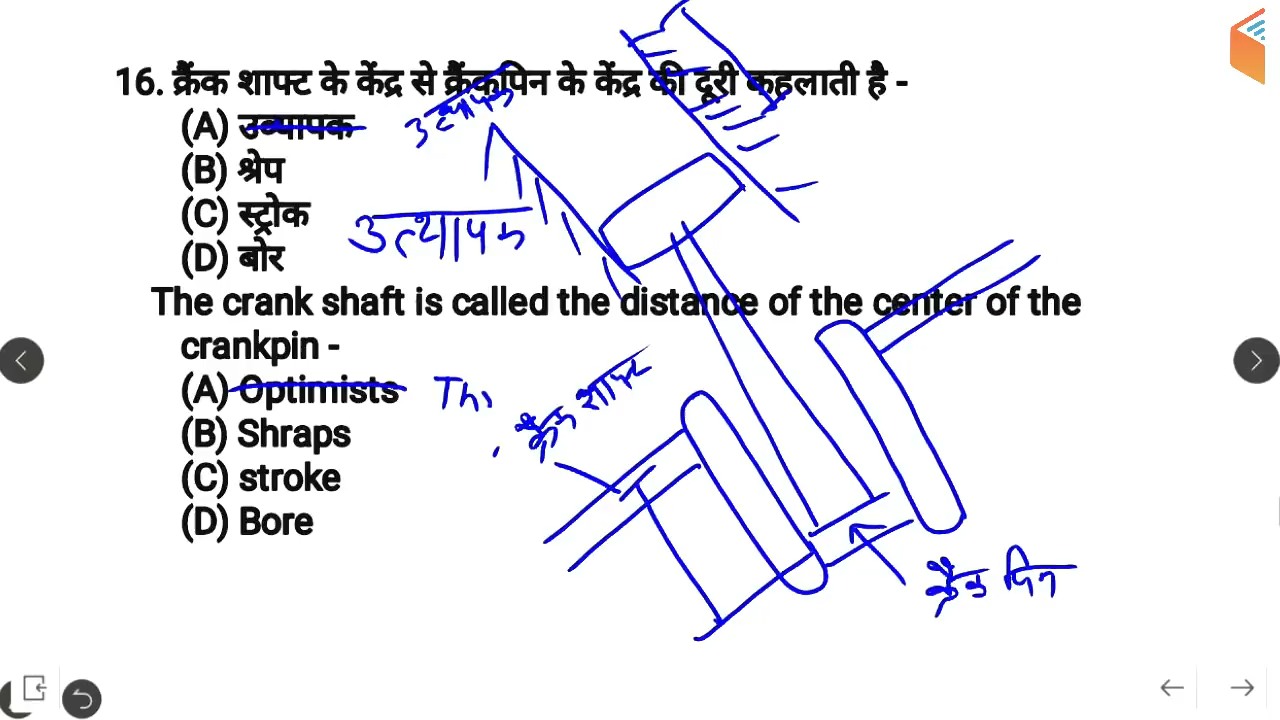 16. क्रैंक शाफ्ट के केंद्र से क्रैंकपिन के केंद्र की दूरी कहलाती है -
(A) उव्यापक
उत्थापक
(B) श्रेप
(C) स्ट्रोक
उत्थापक
(D) बोर
The crank shaft is called the distance of the center of the
crankpin -
(A) Optimists
Th
क्रैंक शाफ्ट
(B) Shraps
(C) stroke
(D) Bore
क्रैंक पिन